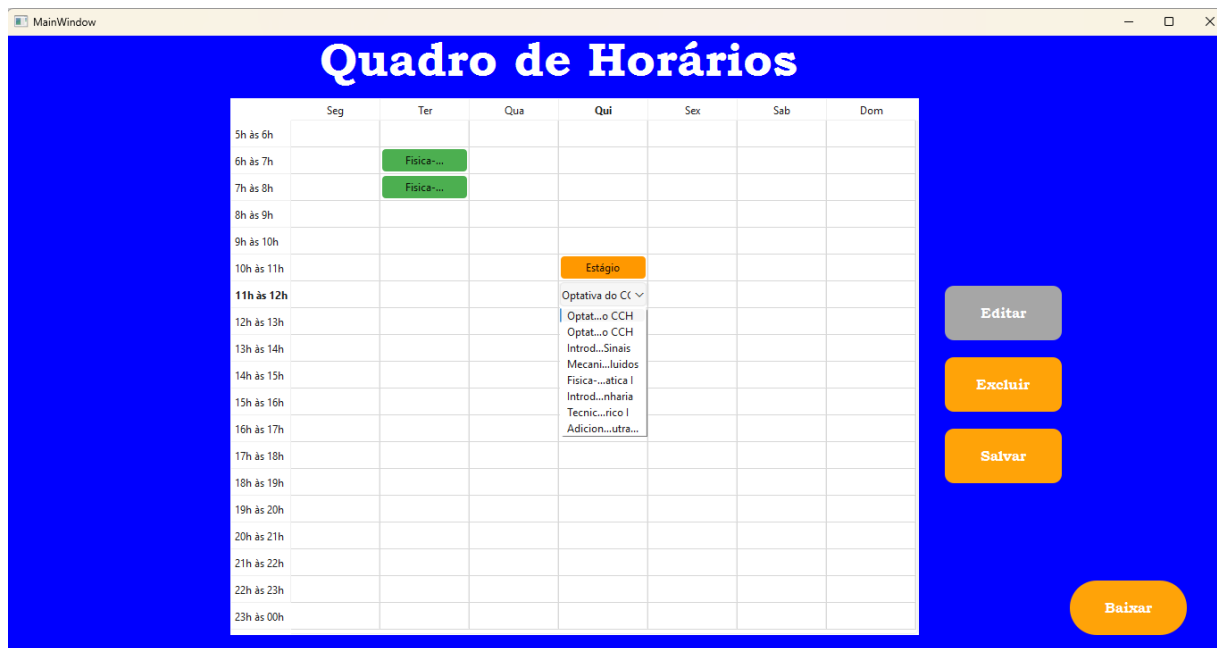 MainWindow
Quadro de Horários
Seg Ter Qua Qui Sex Sab Dom
5h às 6h
6h às 7h Fisica-...
7h às 8h Fisica-...
8h às 9h
9h às 10h
10h às 11h Estágio
11h às 12h Optativa do C(
12h às 13h Optat...o CCH
Optat...o CCH
13h às 14h Introd...Sinais
Mecani...luidos
14h às 15h Fisica-...atica I
15h às 16h Introd...nharia
Tecnic...rico I
16h às 17h Adicion...utra...
17h às 18h
18h às 19h
19h às 20h
20h às 21h
21h às 22h
22h às 23h
23h às 00h
Editar
Excluir
Salvar
Baixar